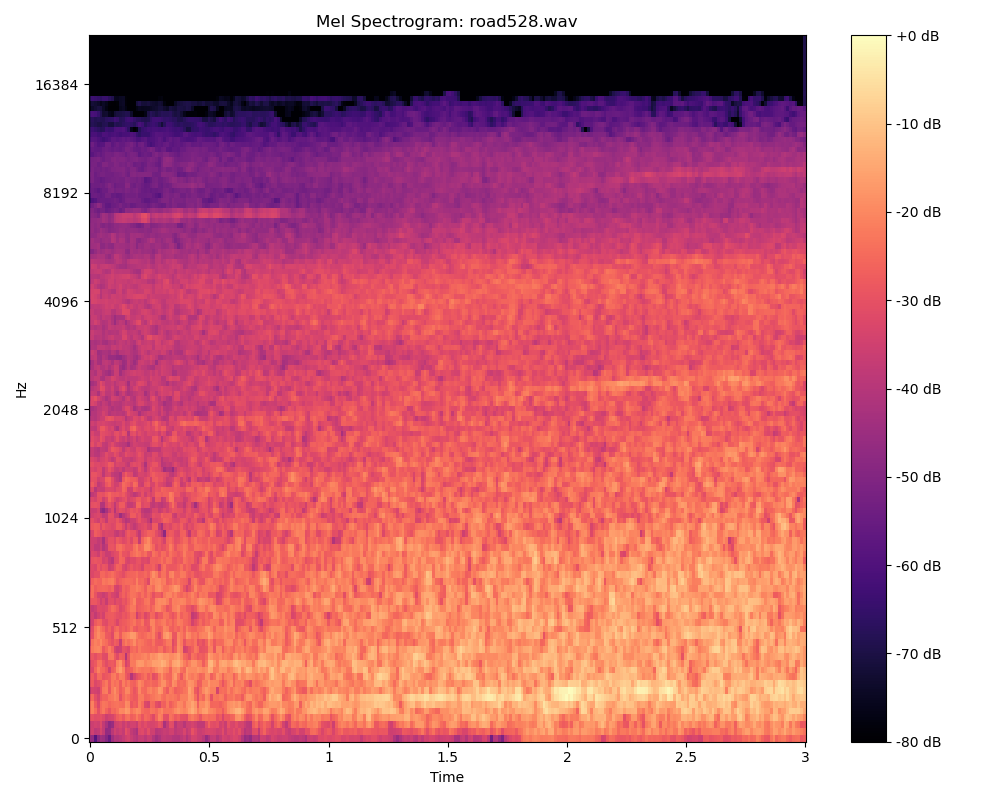 Mel Spectrogram: road528.wav
Hz
16384
8192
4096
2048
1024
512
0
0 0.5 1 1.5 2 2.5 3
Time
+0 dB
-10 dB
-20 dB
-30 dB
-40 dB
-50 dB
-60 dB
-70 dB
-80 dB